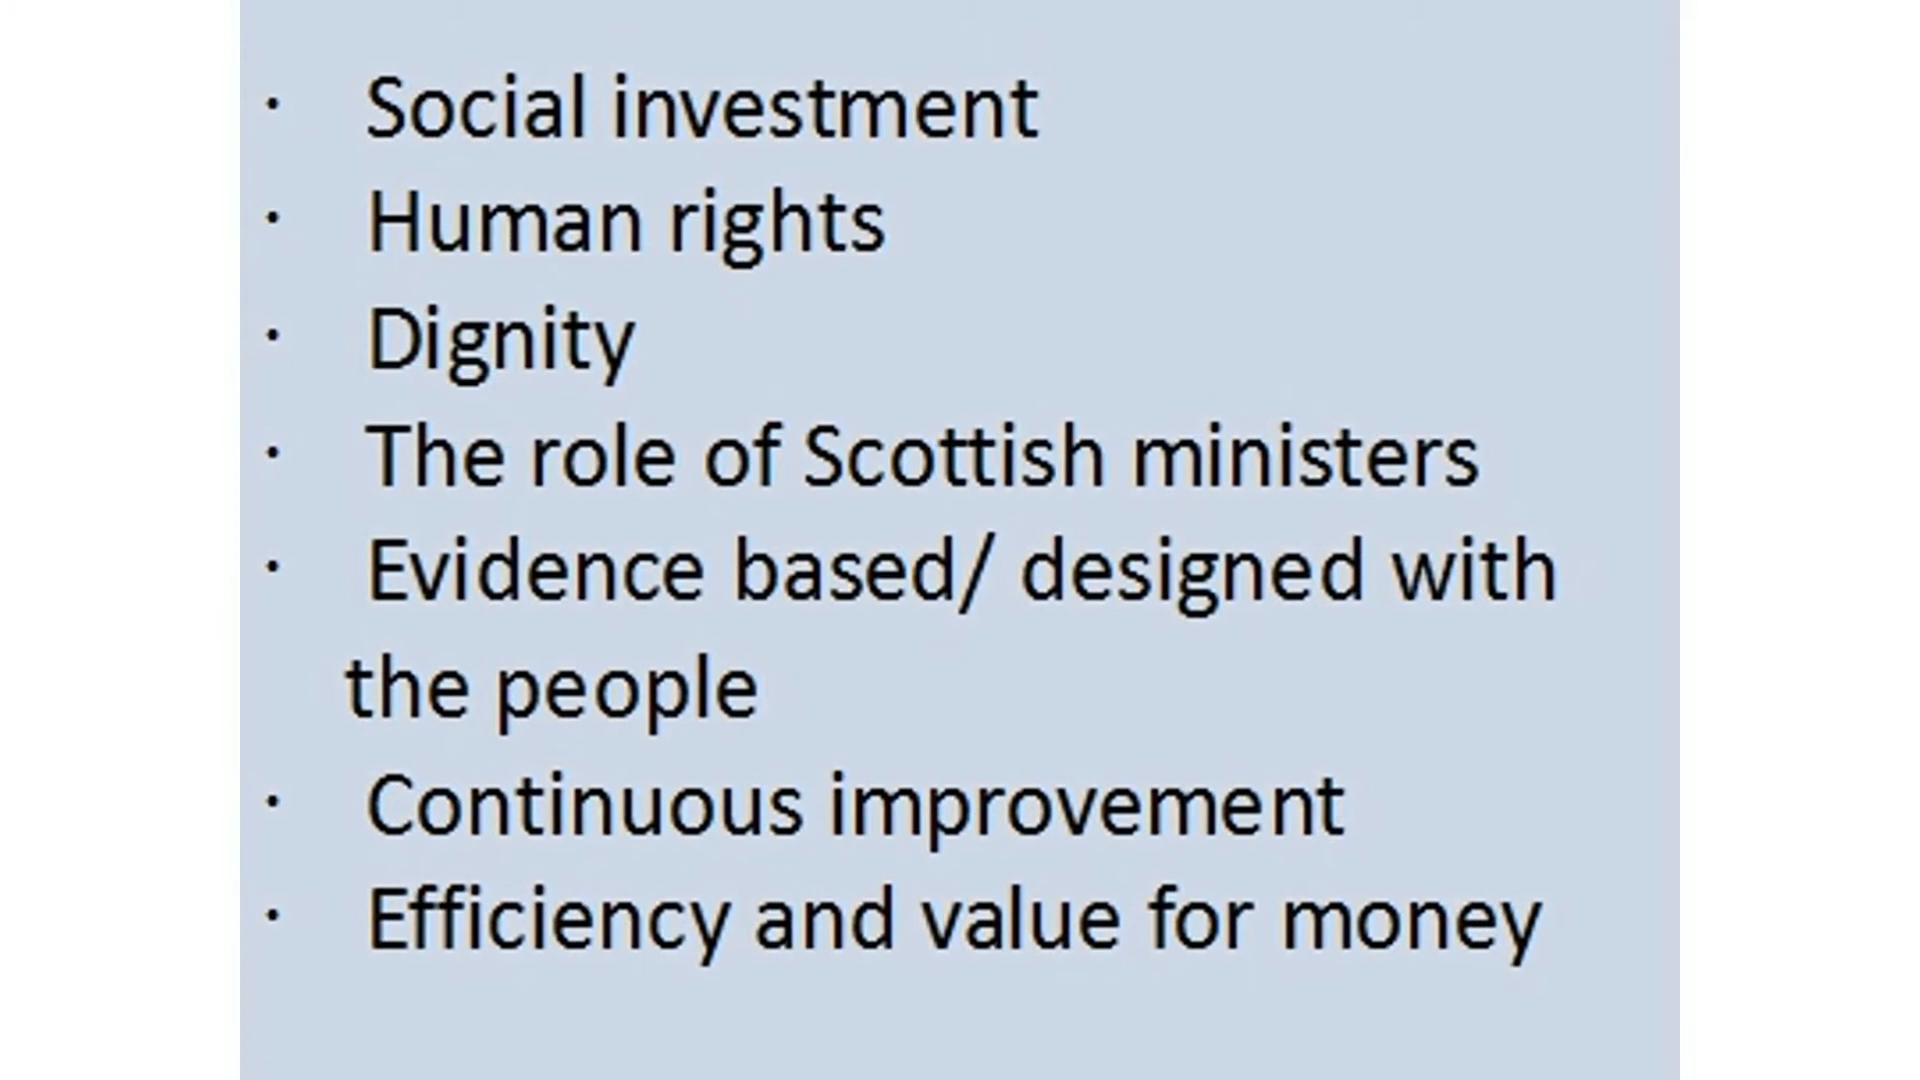 · Social investment
· Human rights
· Dignity
· The role of Scottish ministers
· Evidence based/ designed with
the people
· Continuous improvement
· Efficiency and value for money